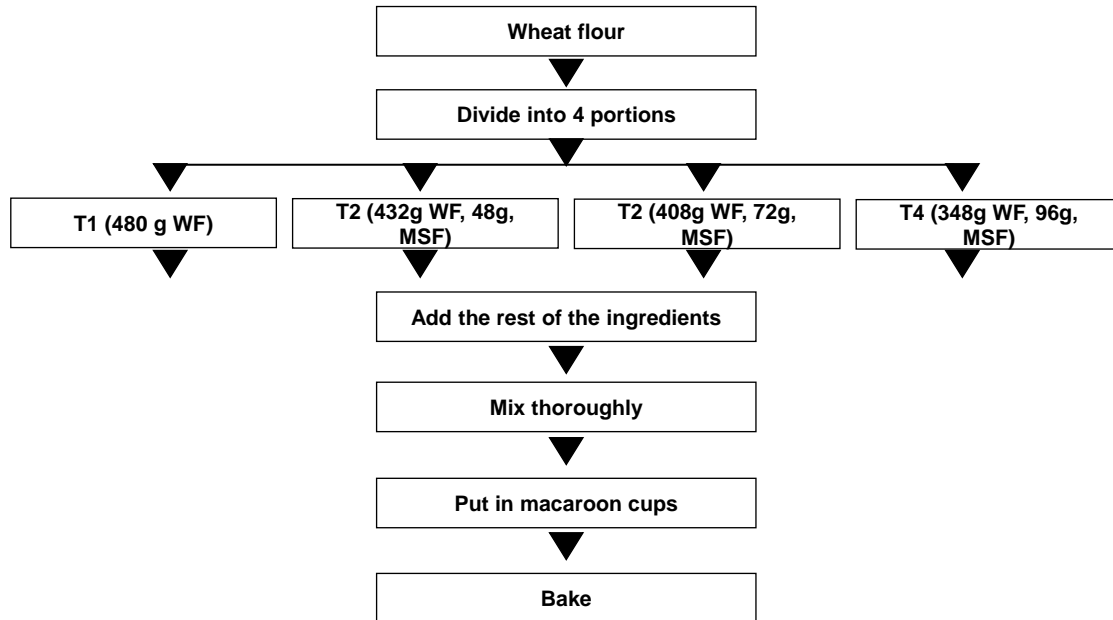 Wheat flour
Divide into 4 portions
T1 (480 g WF)
T2 (432g WF, 48g,
MSF)
T2 (408g WF, 72g,
MSF)
T4 (348g WF, 96g,
MSF)
Add the rest of the ingredients
Mix thoroughly
Put in macaroon cups
Bake